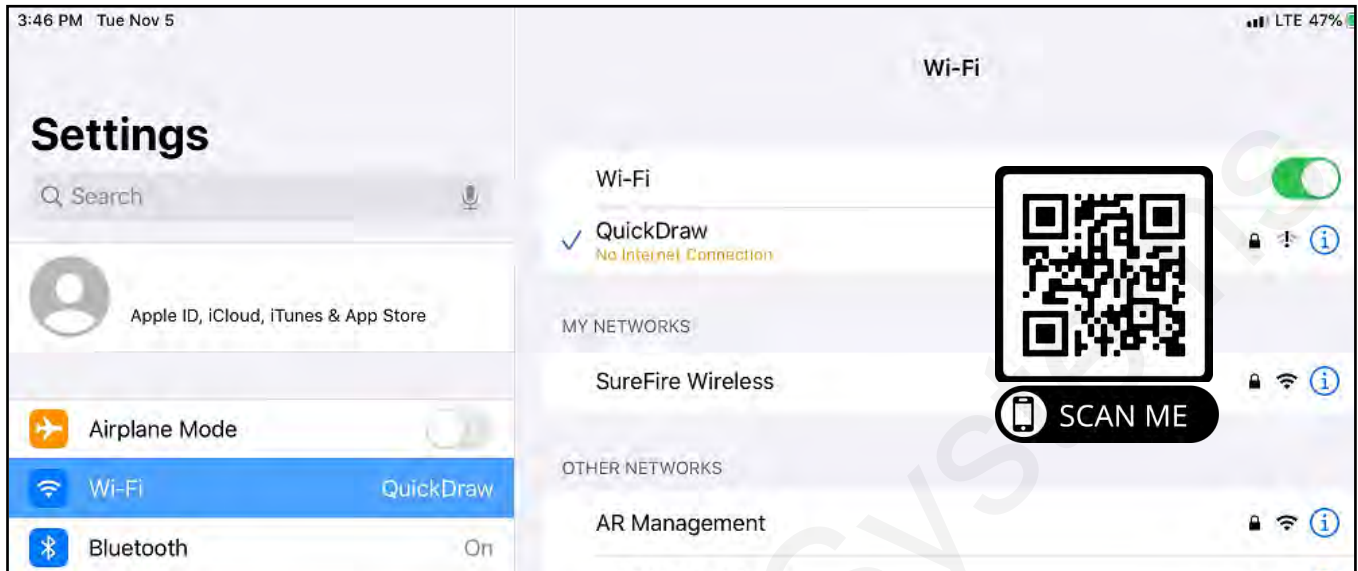 3:46 PM Tue Nov 5
LTE 47%
Settings
Search
Apple ID, iCloud, iTunes & App Store
Airplane Mode
Wi-Fi QuickDraw
Bluetooth On
Wi-Fi
Wi-Fi
QuickDraw
No Internet Connection
MY NETWORKS
SureFire Wireless
SCAN ME
OTHER NETWORKS
AR Management